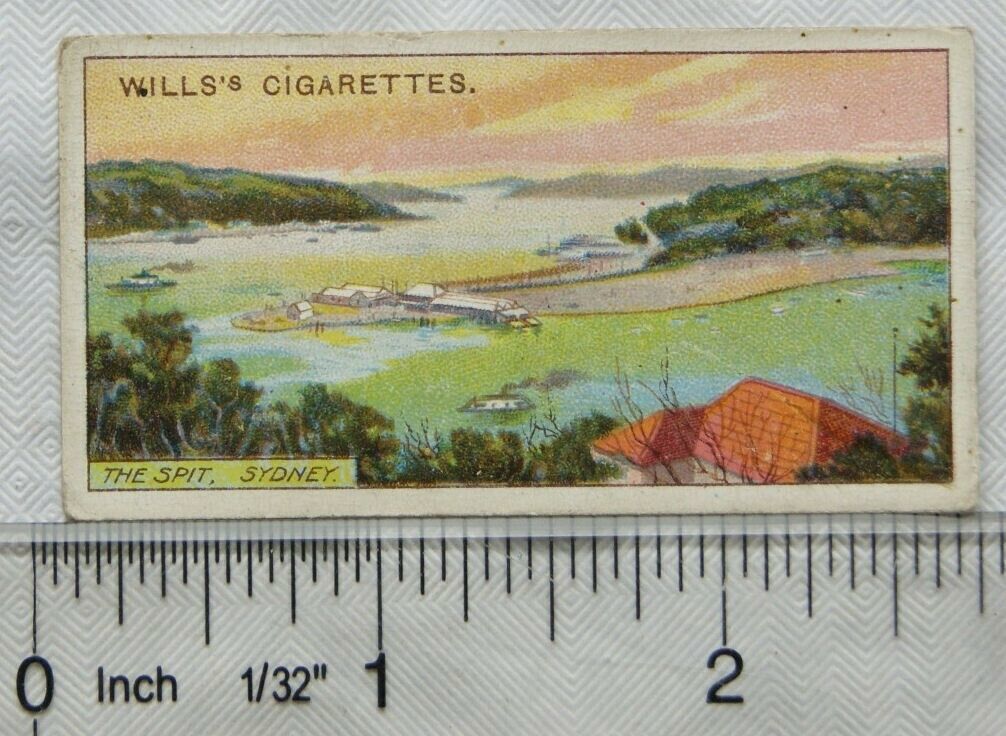 WILLS'S CIGARETTES.
THE SPIT, SYDNEY.
0 Inch 1/32" 1 2